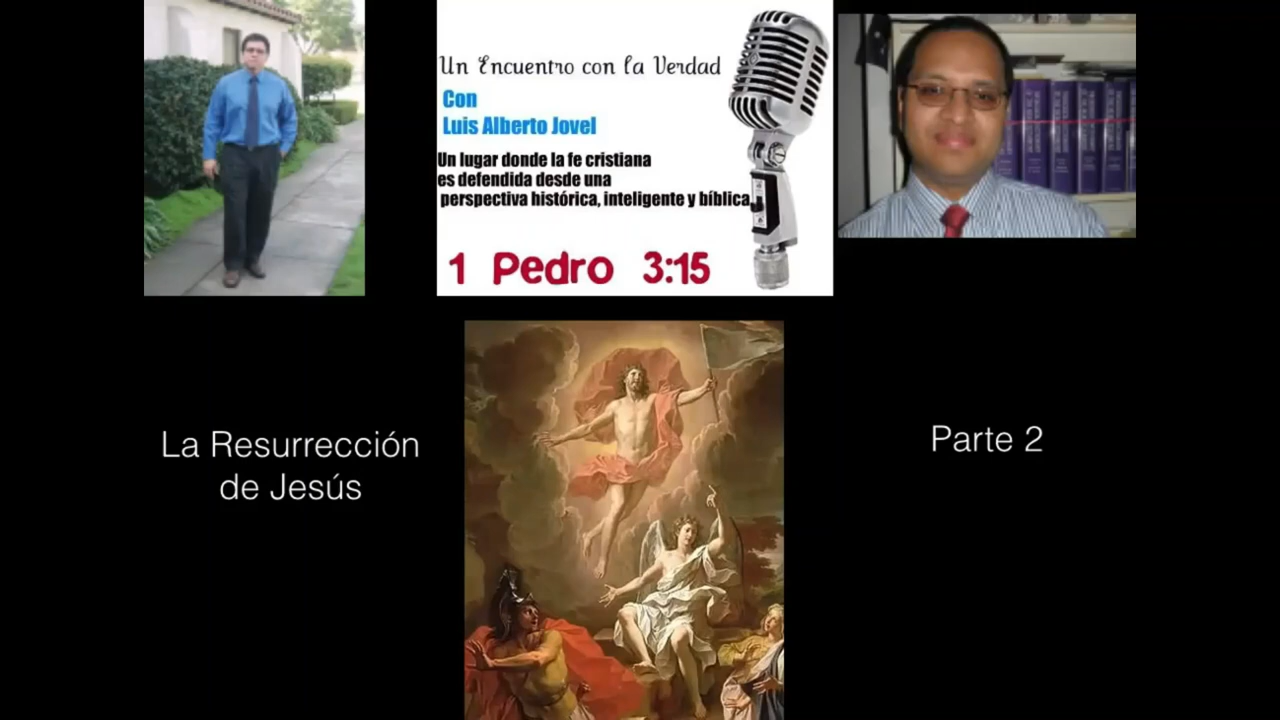 Un Encuentro con la Verdad
Con
Luis Alberto Jovel
Un lugar donde la fe cristiana
es defendida desde una
perspectiva histórica, inteligente y bíblica
1 Pedro 3:15
La Resurrección
de Jesús
Parte 2